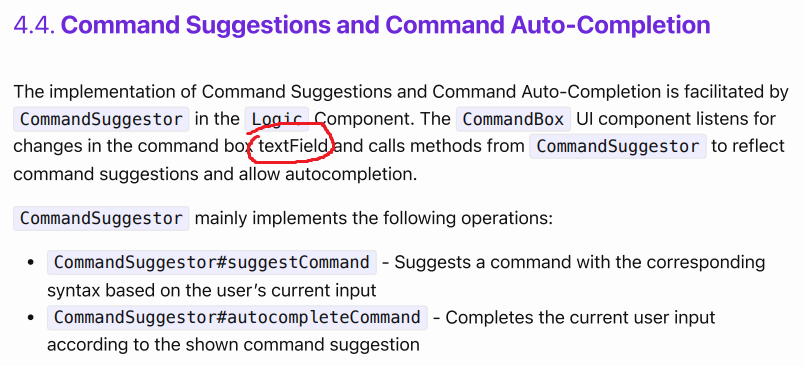 4.4. Command Suggestions and Command Auto-Completion
The implementation of Command Suggestions and Command Auto-Completion is facilitated by
CommandSuggestor in the Logic Component. The CommandBox UI component listens for
changes in the command box textField and calls methods from CommandSuggestor to reflect
command suggestions and allow autocompletion.
CommandSuggestor mainly implements the following operations:
• CommandSuggestor#suggestCommand - Suggests a command with the corresponding
syntax based on the user’s current input
• CommandSuggestor#autocompleteCommand - Completes the current user input
according to the shown command suggestion